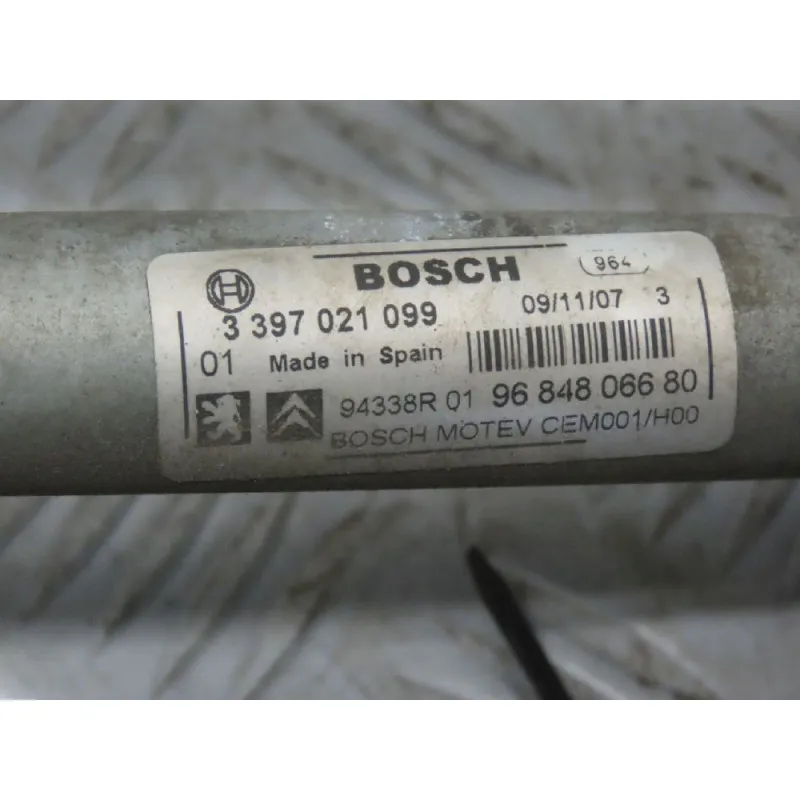 BOSCH 964
3 397 021 099 09/11/07 3
01 Made in Spain
94338R 01 96 848 066 80
BOSCH MOTEV CEM001/H00